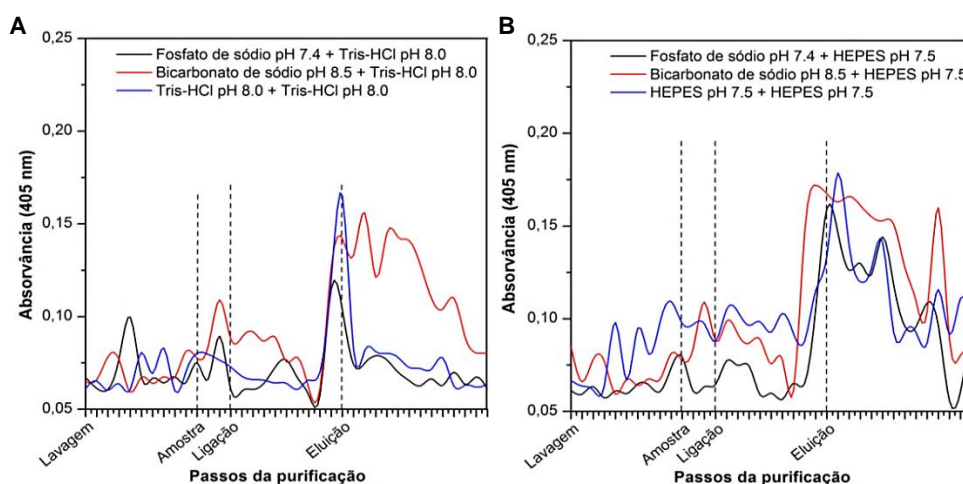 A
0,25
0,20
0,15
0,10
0,05
Absorvância (405 nm)
Fosfato de sódio pH 7.4 + Tris-HCl pH 8.0
Bicarbonato de sódio pH 8.5 + Tris-HCl pH 8.0
Tris-HCl pH 8.0 + Tris-HCl pH 8.0
Lavagem
Amostra
Ligação
Eluição
Passos da purificação
B
0,25
0,20
0,15
0,10
0,05
Absorvância (405 nm)
Fosfato de sódio pH 7.4 + HEPES pH 7.5
Bicarbonato de sódio pH 8.5 + HEPES pH 7.5
HEPES pH 7.5 + HEPES pH 7.5
Lavagem
Amostra
Ligação
Eluição
Passos da purificação